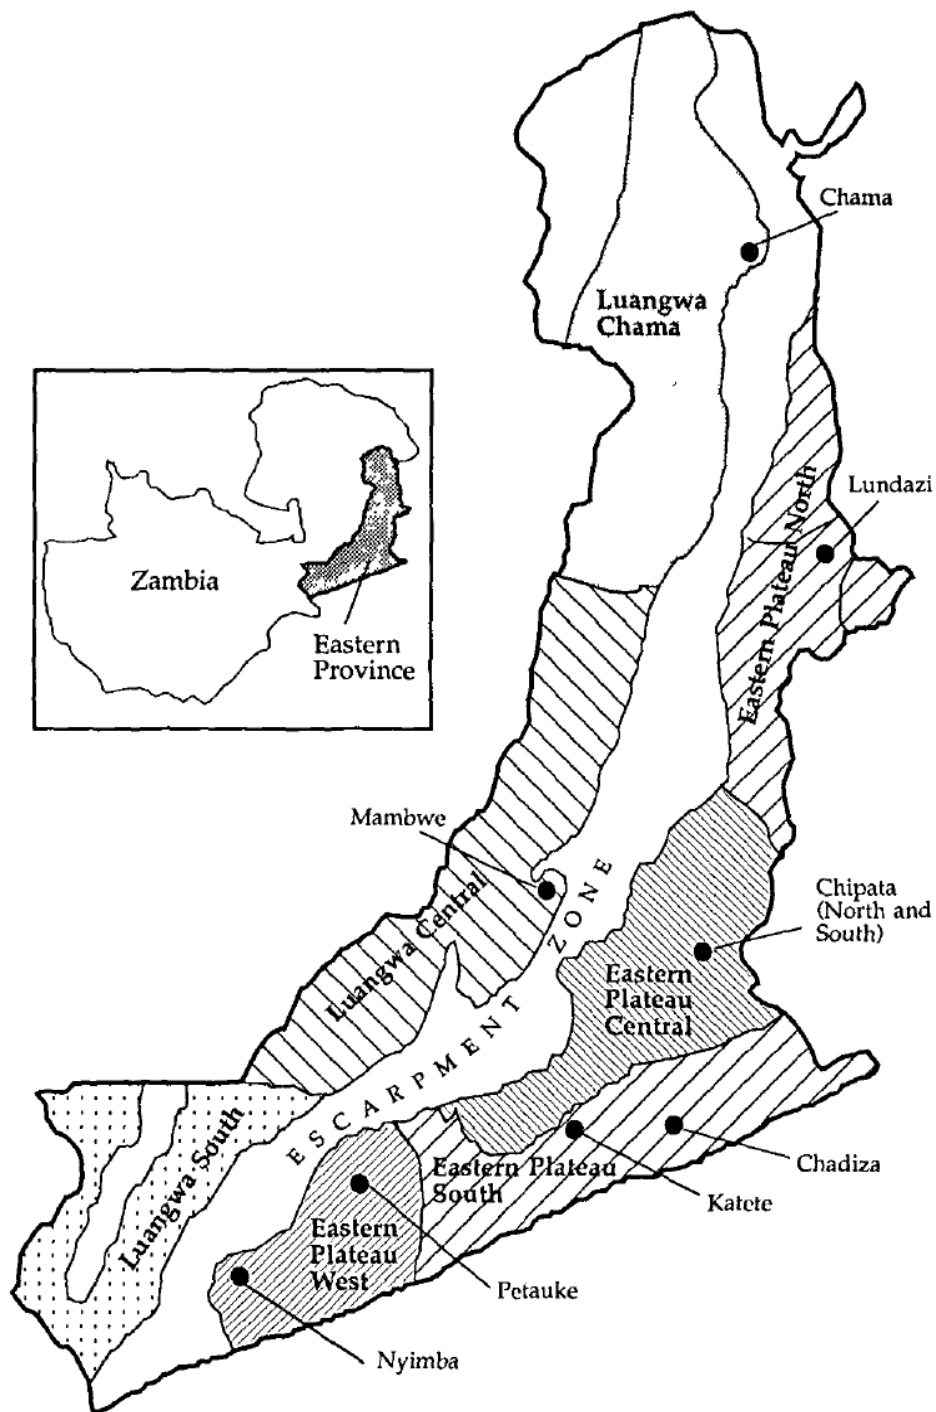 Chama
Luangwa
Chama
Lundazi
Eastern Plateau North
Zambia
Eastern
Province
Mambwe
Luangwa Central
Chipata
(North and
South)
Eastern
Plateau
Central
ESCARPMENT ZONE
Luangwa South
Eastern Plateau
South
Chadiza
Katete
Eastern
Plateau
West
Petauke
Nyimba